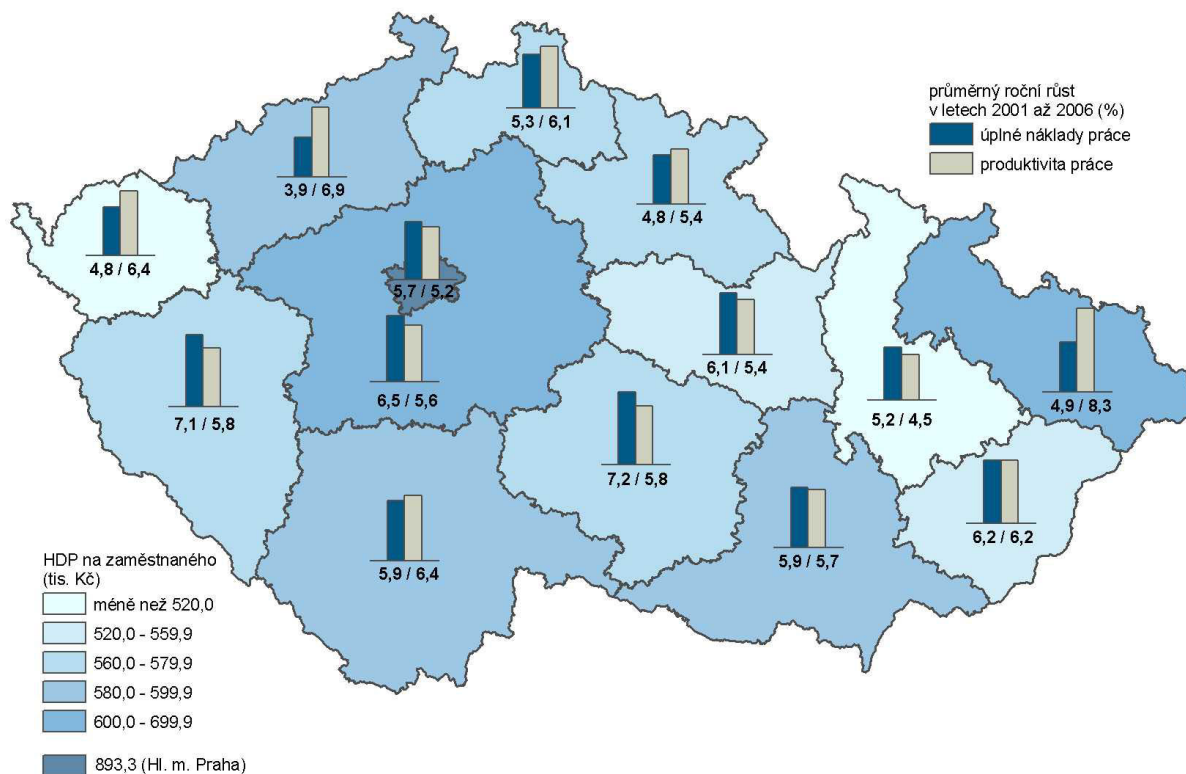 průměrný roční růst
v letech 2001 až 2006 (%)
úplné náklady práce
produktivita práce
5,3 / 6,1
3,9 / 6,9
4,8 / 5,4
4,8 / 6,4
5,7 / 5,2
6,1 / 5,4
6,5 / 5,6
5,2 / 4,5
4,9 / 8,3
7,1 / 5,8
7,2 / 5,8
6,2 / 6,2
5,9 / 6,4
5,9 / 5,7
HDP na zaměstnaného
(tis. Kč)
méně než 520,0
520,0 - 559,9
560,0 - 579,9
580,0 - 599,9
600,0 - 699,9
893,3 (Hl. m. Praha)